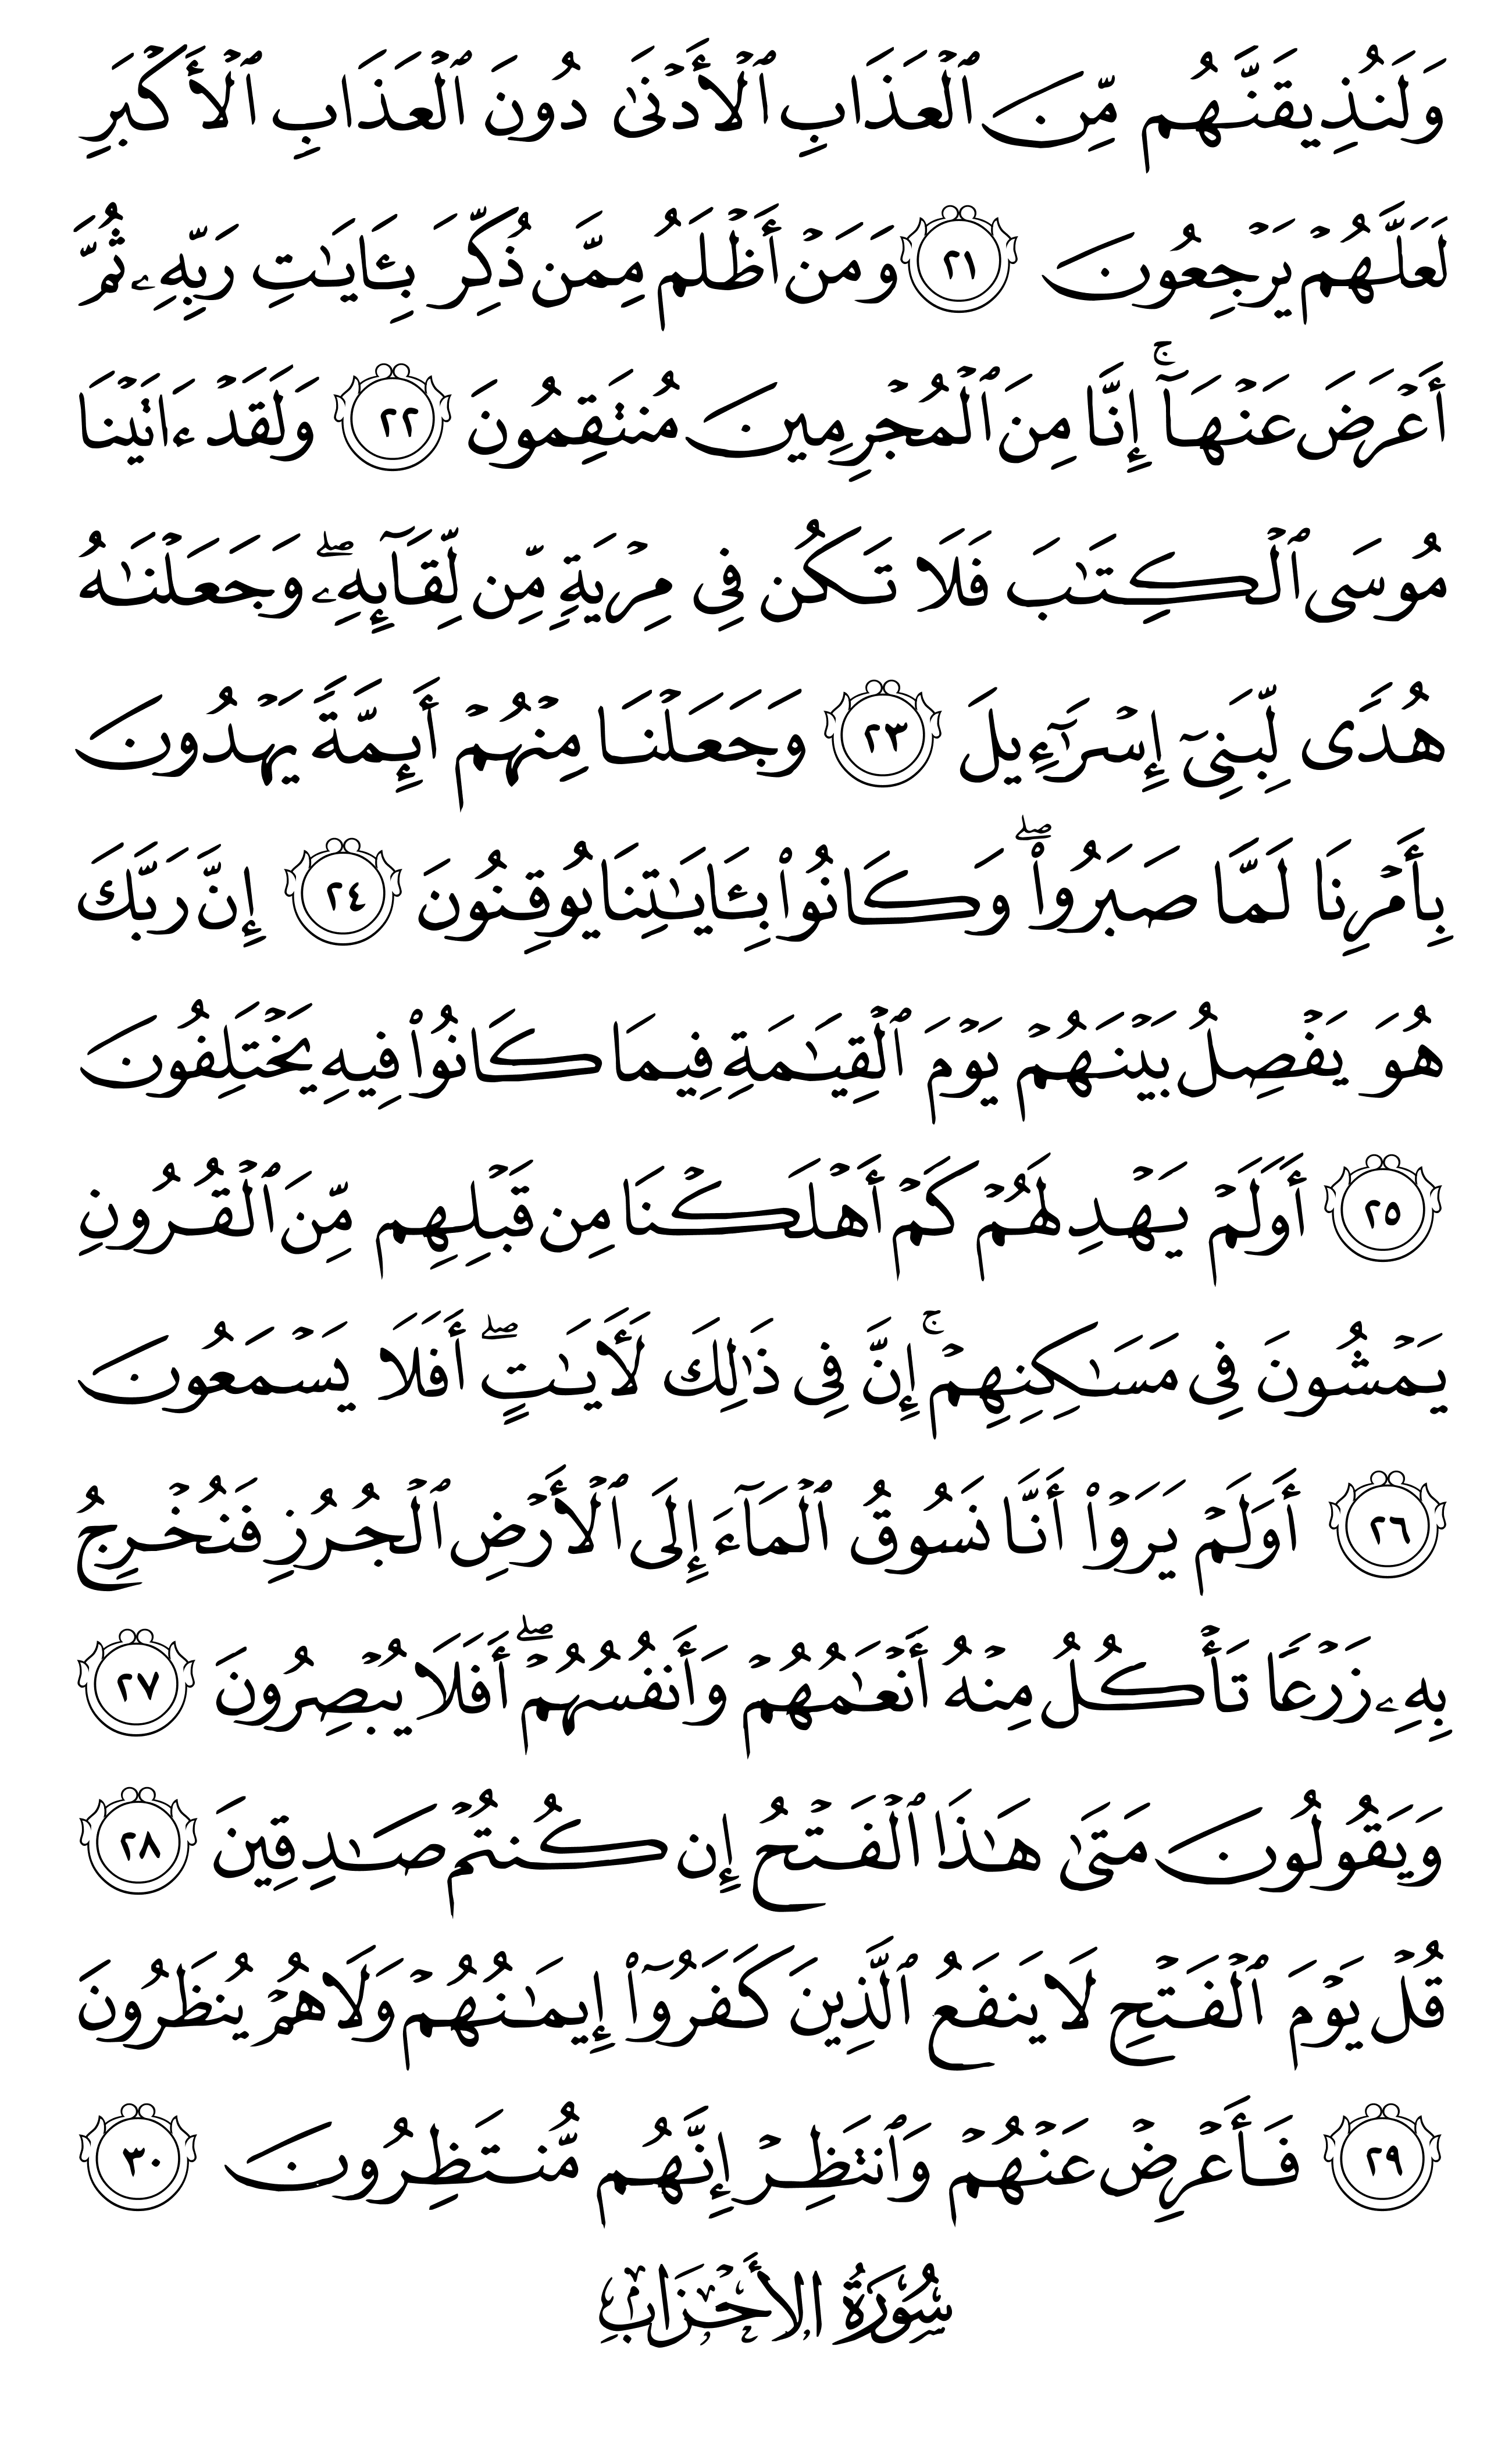 وَلَنُذِيقَنَّهُم مِّنَ ٱلۡعَذَابِ ٱلۡأَدۡنَىٰ دُونَ ٱلۡعَذَابِ ٱلۡأَكۡبَرِ
لَعَلَّهُمۡ يَرۡجِعُونَ ٢١ وَمَنۡ أَظۡلَمُ مِمَّن ذُكِّرَ بِـَٔايَٰتِ رَبِّهِۦ ثُمَّ
أَعۡرَضَ عَنۡهَآۚ إِنَّا مِنَ ٱلۡمُجۡرِمِينَ مُنتَقِمُونَ ٢٢ وَلَقَدۡ ءَاتَيۡنَا
مُوسَى ٱلۡكِتَٰبَ فَلَا تَكُن فِي مِرۡيَةٖ مِّن لِّقَآئِهِۦۖ وَجَعَلۡنَٰهُ
هُدٗى لِّبَنِيٓ إِسۡرَٰٓءِيلَ ٢٣ وَجَعَلۡنَا مِنۡهُمۡ أَئِمَّةٗ يَهۡدُونَ
بِأَمۡرِنَا لَمَّا صَبَرُواْۖ وَكَانُواْ بِـَٔايَٰتِنَا يُوقِنُونَ ٢٤ إِنَّ رَبَّكَ
هُوَ يَفۡصِلُ بَيۡنَهُمۡ يَوۡمَ ٱلۡقِيَٰمَةِ فِيمَا كَانُواْ فِيهِ يَخۡتَلِفُونَ
٢٥ أَوَلَمۡ يَهۡدِ لَهُمۡ كَمۡ أَهۡلَكۡنَا مِن قَبۡلِهِم مِّنَ ٱلۡقُرُونِ
يَمۡشُونَ فِي مَسَٰكِنِهِمۡۚ إِنَّ فِي ذَٰلِكَ لَأٓيَٰتٍۖ أَفَلَا يَسۡمَعُونَ
٢٦ أَوَلَمۡ يَرَوۡاْ أَنَّا نَسُوقُ ٱلۡمَآءَ إِلَى ٱلۡأَرۡضِ ٱلۡجُرُزِ فَنُخۡرِجُ
بِهِۦ زَرۡعٗا تَأۡكُلُ مِنۡهُ أَنۡعَٰمُهُمۡ وَأَنفُسُهُمۡۖ أَفَلَا يُبۡصِرُونَ ٢٧
وَيَقُولُونَ مَتَىٰ هَٰذَا ٱلۡفَتۡحُ إِن كُنتُمۡ صَٰدِقِينَ ٢٨
قُلۡ يَوۡمَ ٱلۡفَتۡحِ لَا يَنفَعُ ٱلَّذِينَ كَفَرُوٓاْ إِيمَٰنُهُمۡ وَلَا هُمۡ يُنظَرُونَ
٢٩ فَأَعۡرِضۡ عَنۡهُمۡ وَٱنتَظِرۡ إِنَّهُم مُّنتَظِرُونَ ٣٠
سُورَةُ الأَحۡزَابِ